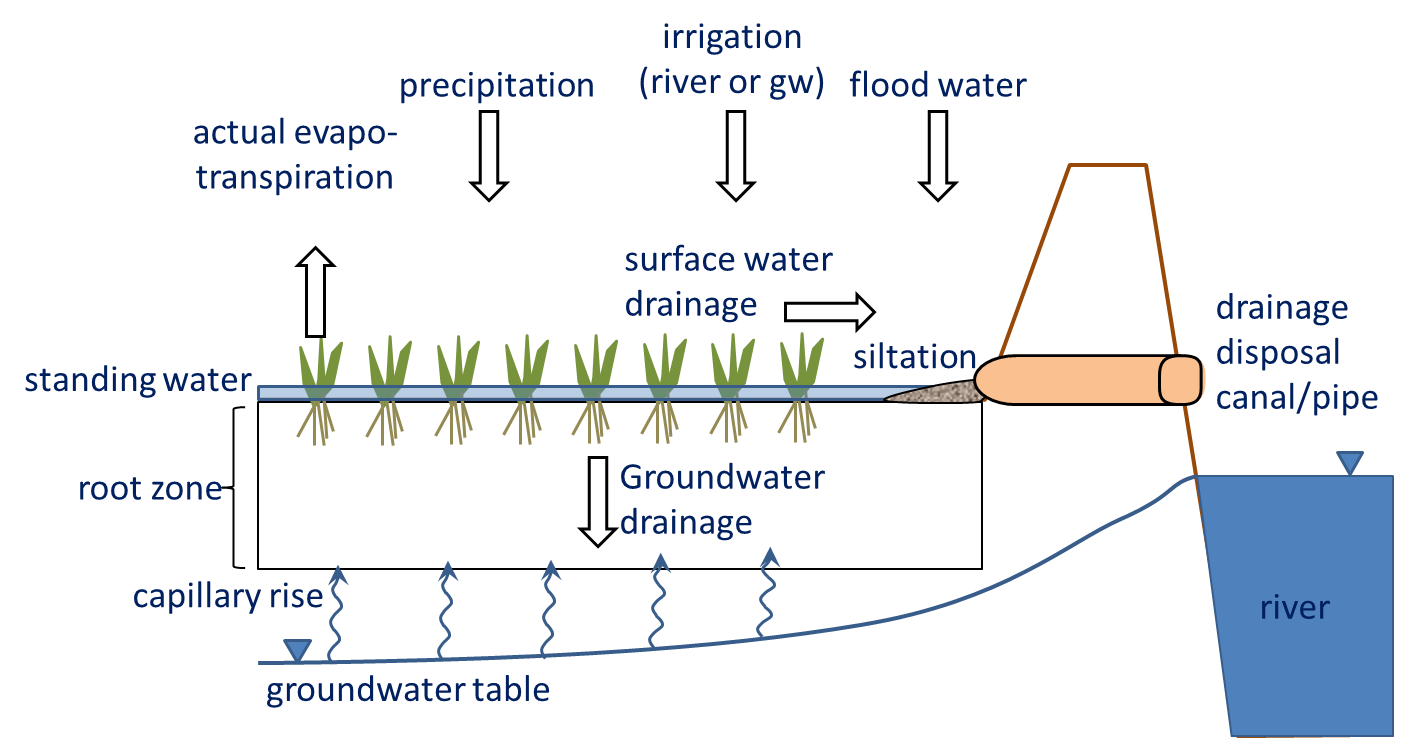 irrigation
(river or gw)
precipitation
flood water
actual evapo-
transpiration
surface water
drainage
drainage
disposal
canal/pipe
siltation
standing water
root zone
Groundwater
drainage
capillary rise
river
groundwater table